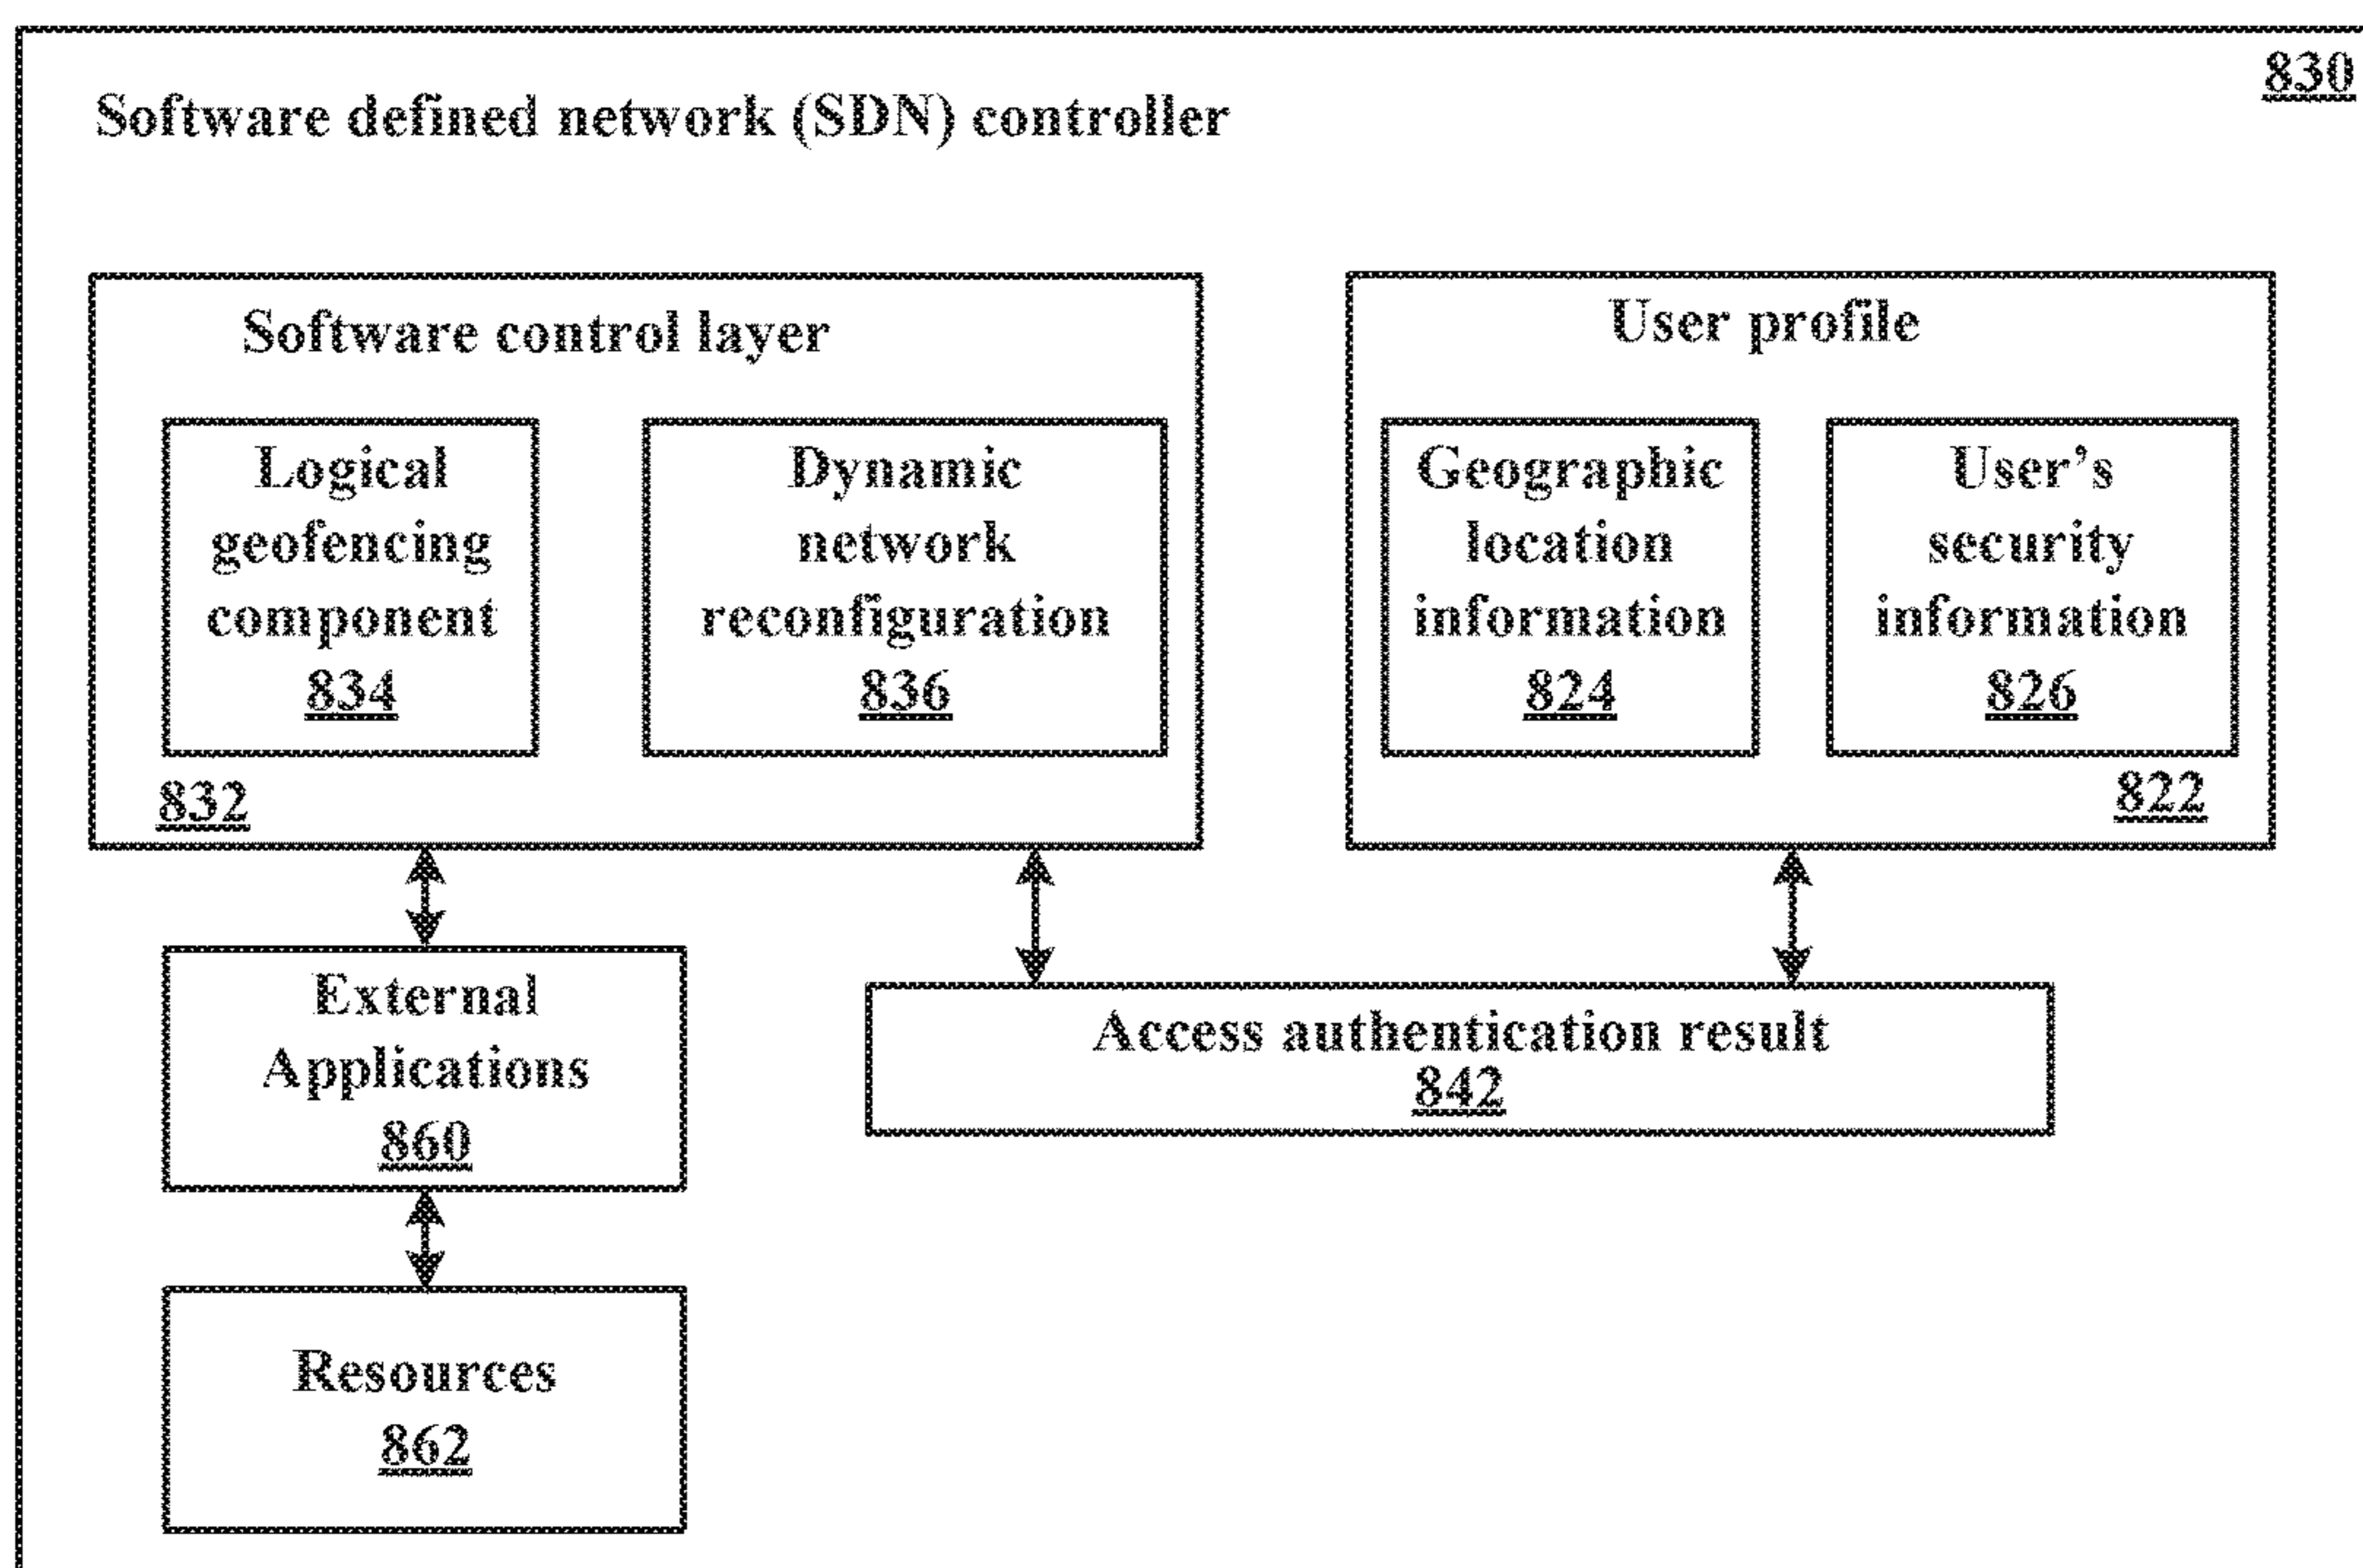 830
Software defined network (SDN) controller
Software control layer
Logical
geofencing
component
834
Dynamic
network
reconfiguration
836
832
User profile
Geographic
location
information
824
User's
security
information
826
822
External
Applications
860
Access authentication result
842
Resources
862